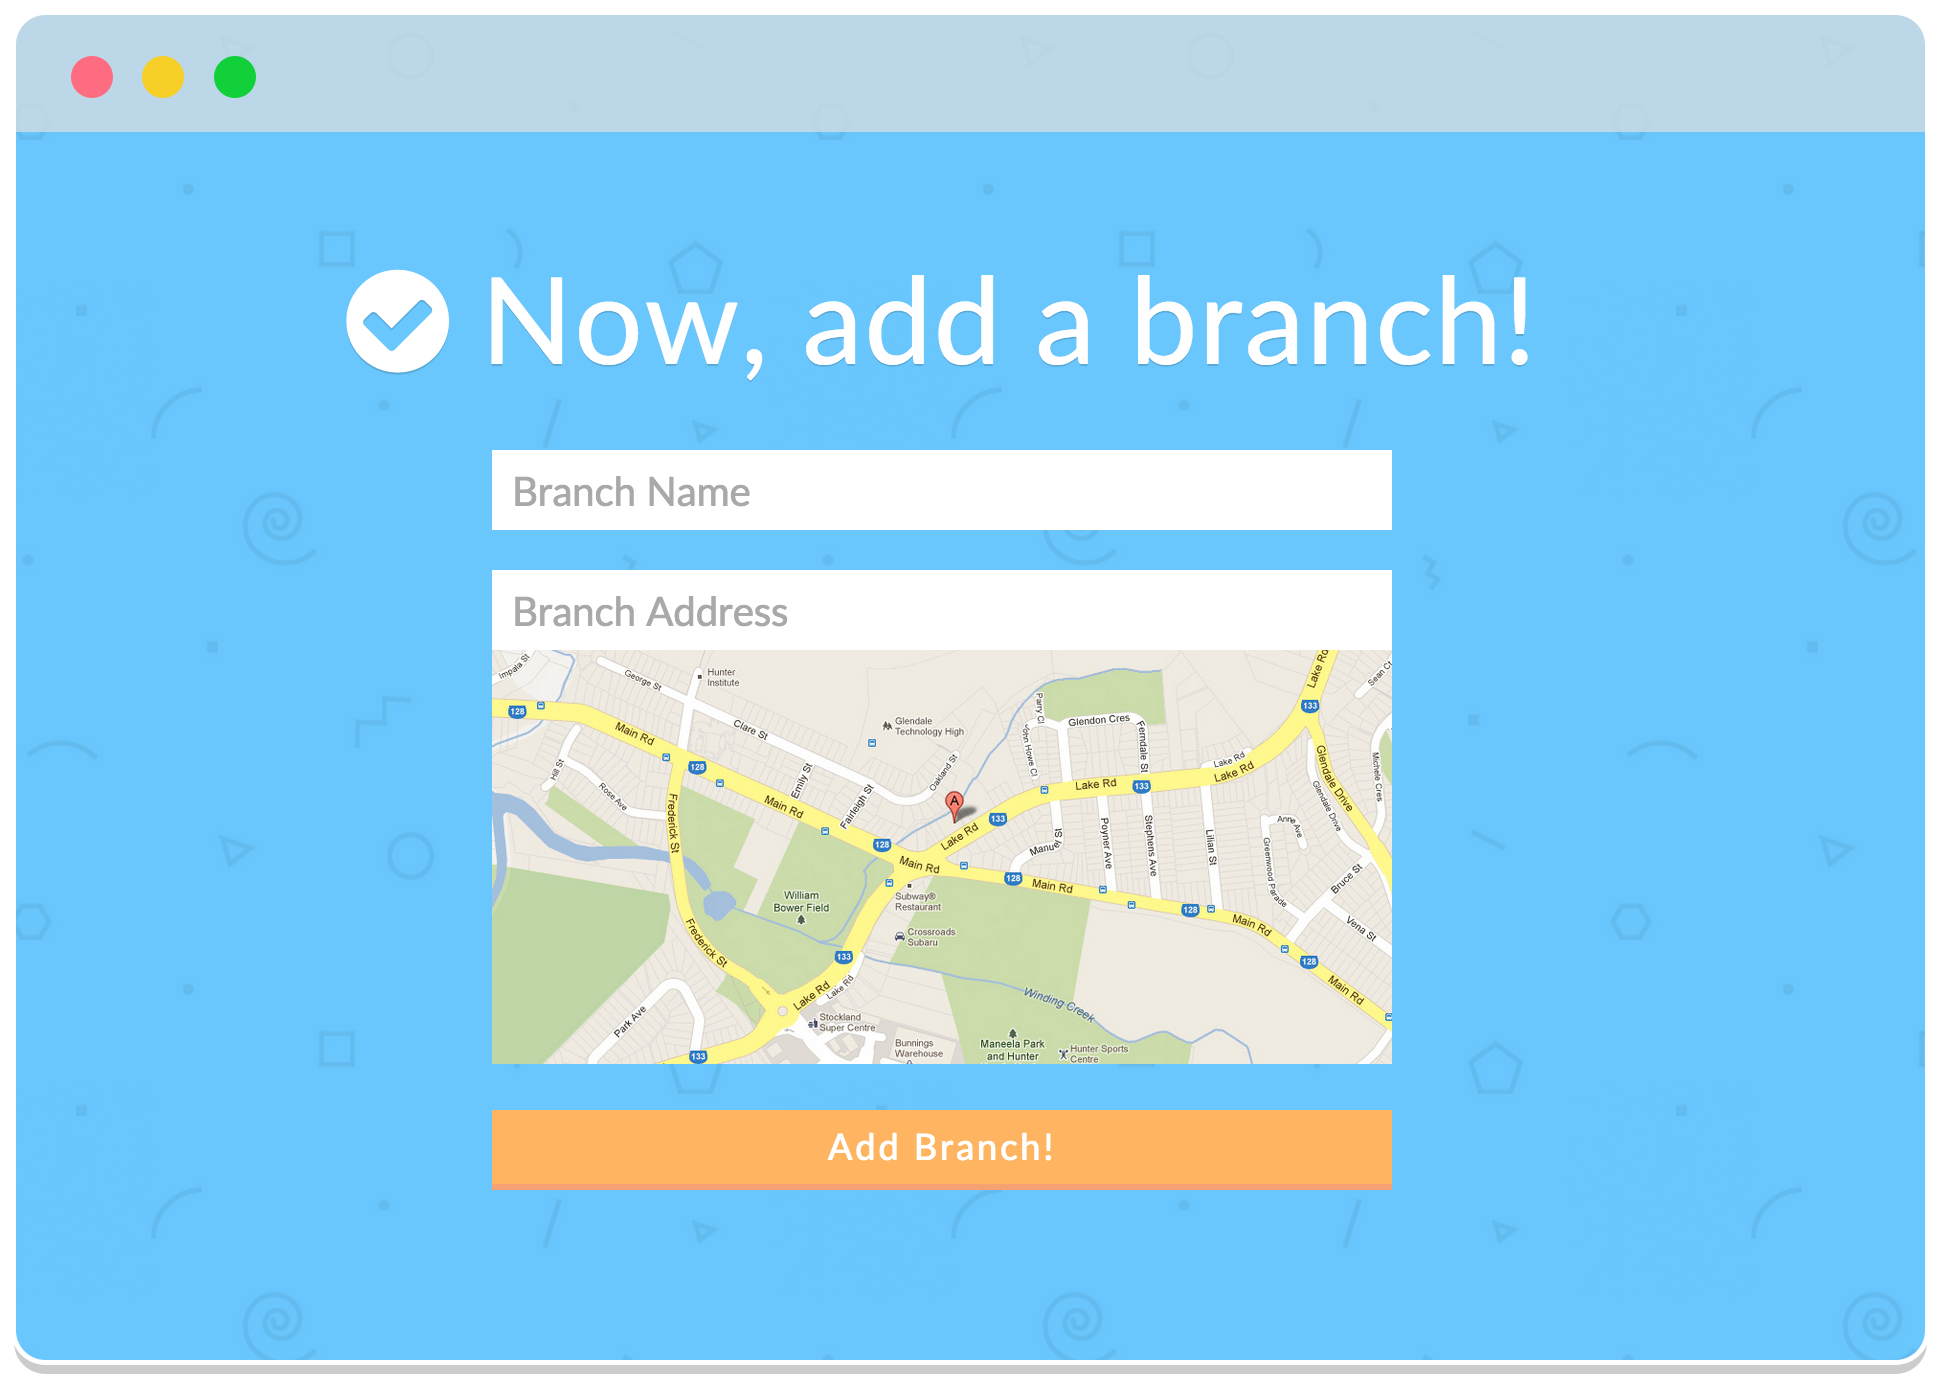 Now, add a branch!
Branch Name
Branch Address
Impala St
George St
Hunter
Institute
Lake Rd
Sean C
128
133
Main Rd
Clare St
Glendale
Technology High
Parry Cl
John Howe Cl
Glendon Cres
Ferndale St
Lake Rd
Lake Rd
Glendale Drive
Michele Cres
Hill St
128
Rose Ave
Emily St
Oakland St
Lake Rd
133
Glendale Drive
Main Rd
Fairleigh St
A
133
Frederick St
128
Lake Rd
Manuel St
Poyner Ave
Stephens Ave
Lilian St
Anne Ave
Greenwood Parade
Main Rd
128
Main Rd
Bruce St
William
Bower Field
Subway®
Restaurant
128
Main Rd
Vena St
Frederick St
Crossroads
Subaru
133
128
Lake Rd
Lake Rd
Winding Creek
Main Rd
Park Ave
Stockland
Super Centre
Bunnings
Warehouse
Maneela Park
and Hunter
Hunter Sports
Centre
133
Add Branch!